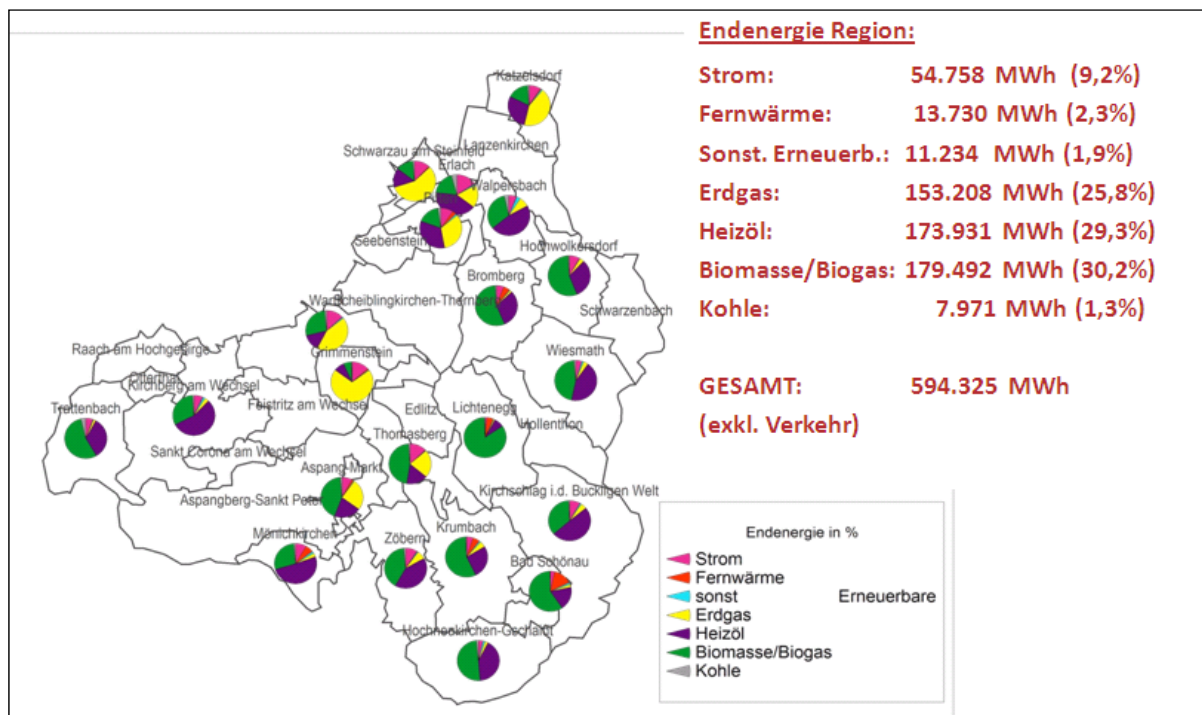 Endenergie Region:
Strom: 54.758 MWh (9,2%)
Fernwärme: 13.730 MWh (2,3%)
Sonst. Erneuerb.: 11.234 MWh (1,9%)
Erdgas: 153.208 MWh (25,8%)
Heizöl: 173.931 MWh (29,3%)
Biomasse/Biogas: 179.492 MWh (30,2%)
Kohle: 7.971 MWh (1,3%)
GESAMT: 594.325 MWh
(exkl. Verkehr)
Katzelsdorf
Lanzenkirchen
Schwarzau am Steinfeld
Erlach
Walpersbach
Seebenstein
Hochwolkersdorf
Bromberg
Scheiblingkirchen-Thernberg
Schwarzenbach
Raach am Hochgebirge
Grimmenstein
Wiesmath
Otterthal
Kirchberg am Wechsel
Trattenbach
Feistritz am Wechsel
Edlitz
Lichtenegg
Hollenthon
Thomasberg
Sankt Corona am Wechsel
Aspang-Markt
Aspangberg-Sankt Peter
Kirchschlag i.d. Buckligen Welt
Mönichkirchen
Zöbern
Krumbach
Bad Schönau
Hochneukirchen-Gschaidt
Endenergie in %
Strom
Fernwärme
sonst Erneuerbare
Erdgas
Heizöl
Biomasse/Biogas
Kohle